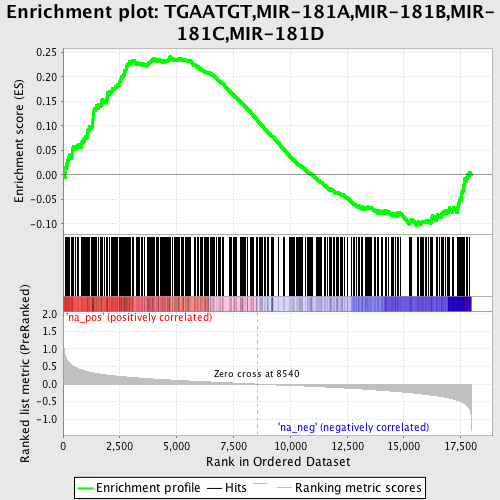 Enrichment plot: TGAATGT,MIR-181A,MIR-181B,MIR-
181C,MIR-181D
Enrichment score (ES)
0.25
0.20
0.15
0.10
0.05
0.00
-0.05
-0.10
'na_pos' (positively correlated)
Ranked list metric (PreRanked)
2.0
1.5
1.0
0.5
0.0
-0.5
-1.0
Zero cross at 8540
'na_neg' (negatively correlated)
0
2,500
5,000
7,500
10,000
12,500
15,000
17,500
Rank in Ordered Dataset
Enrichment profile
Hits
Ranking metric scores